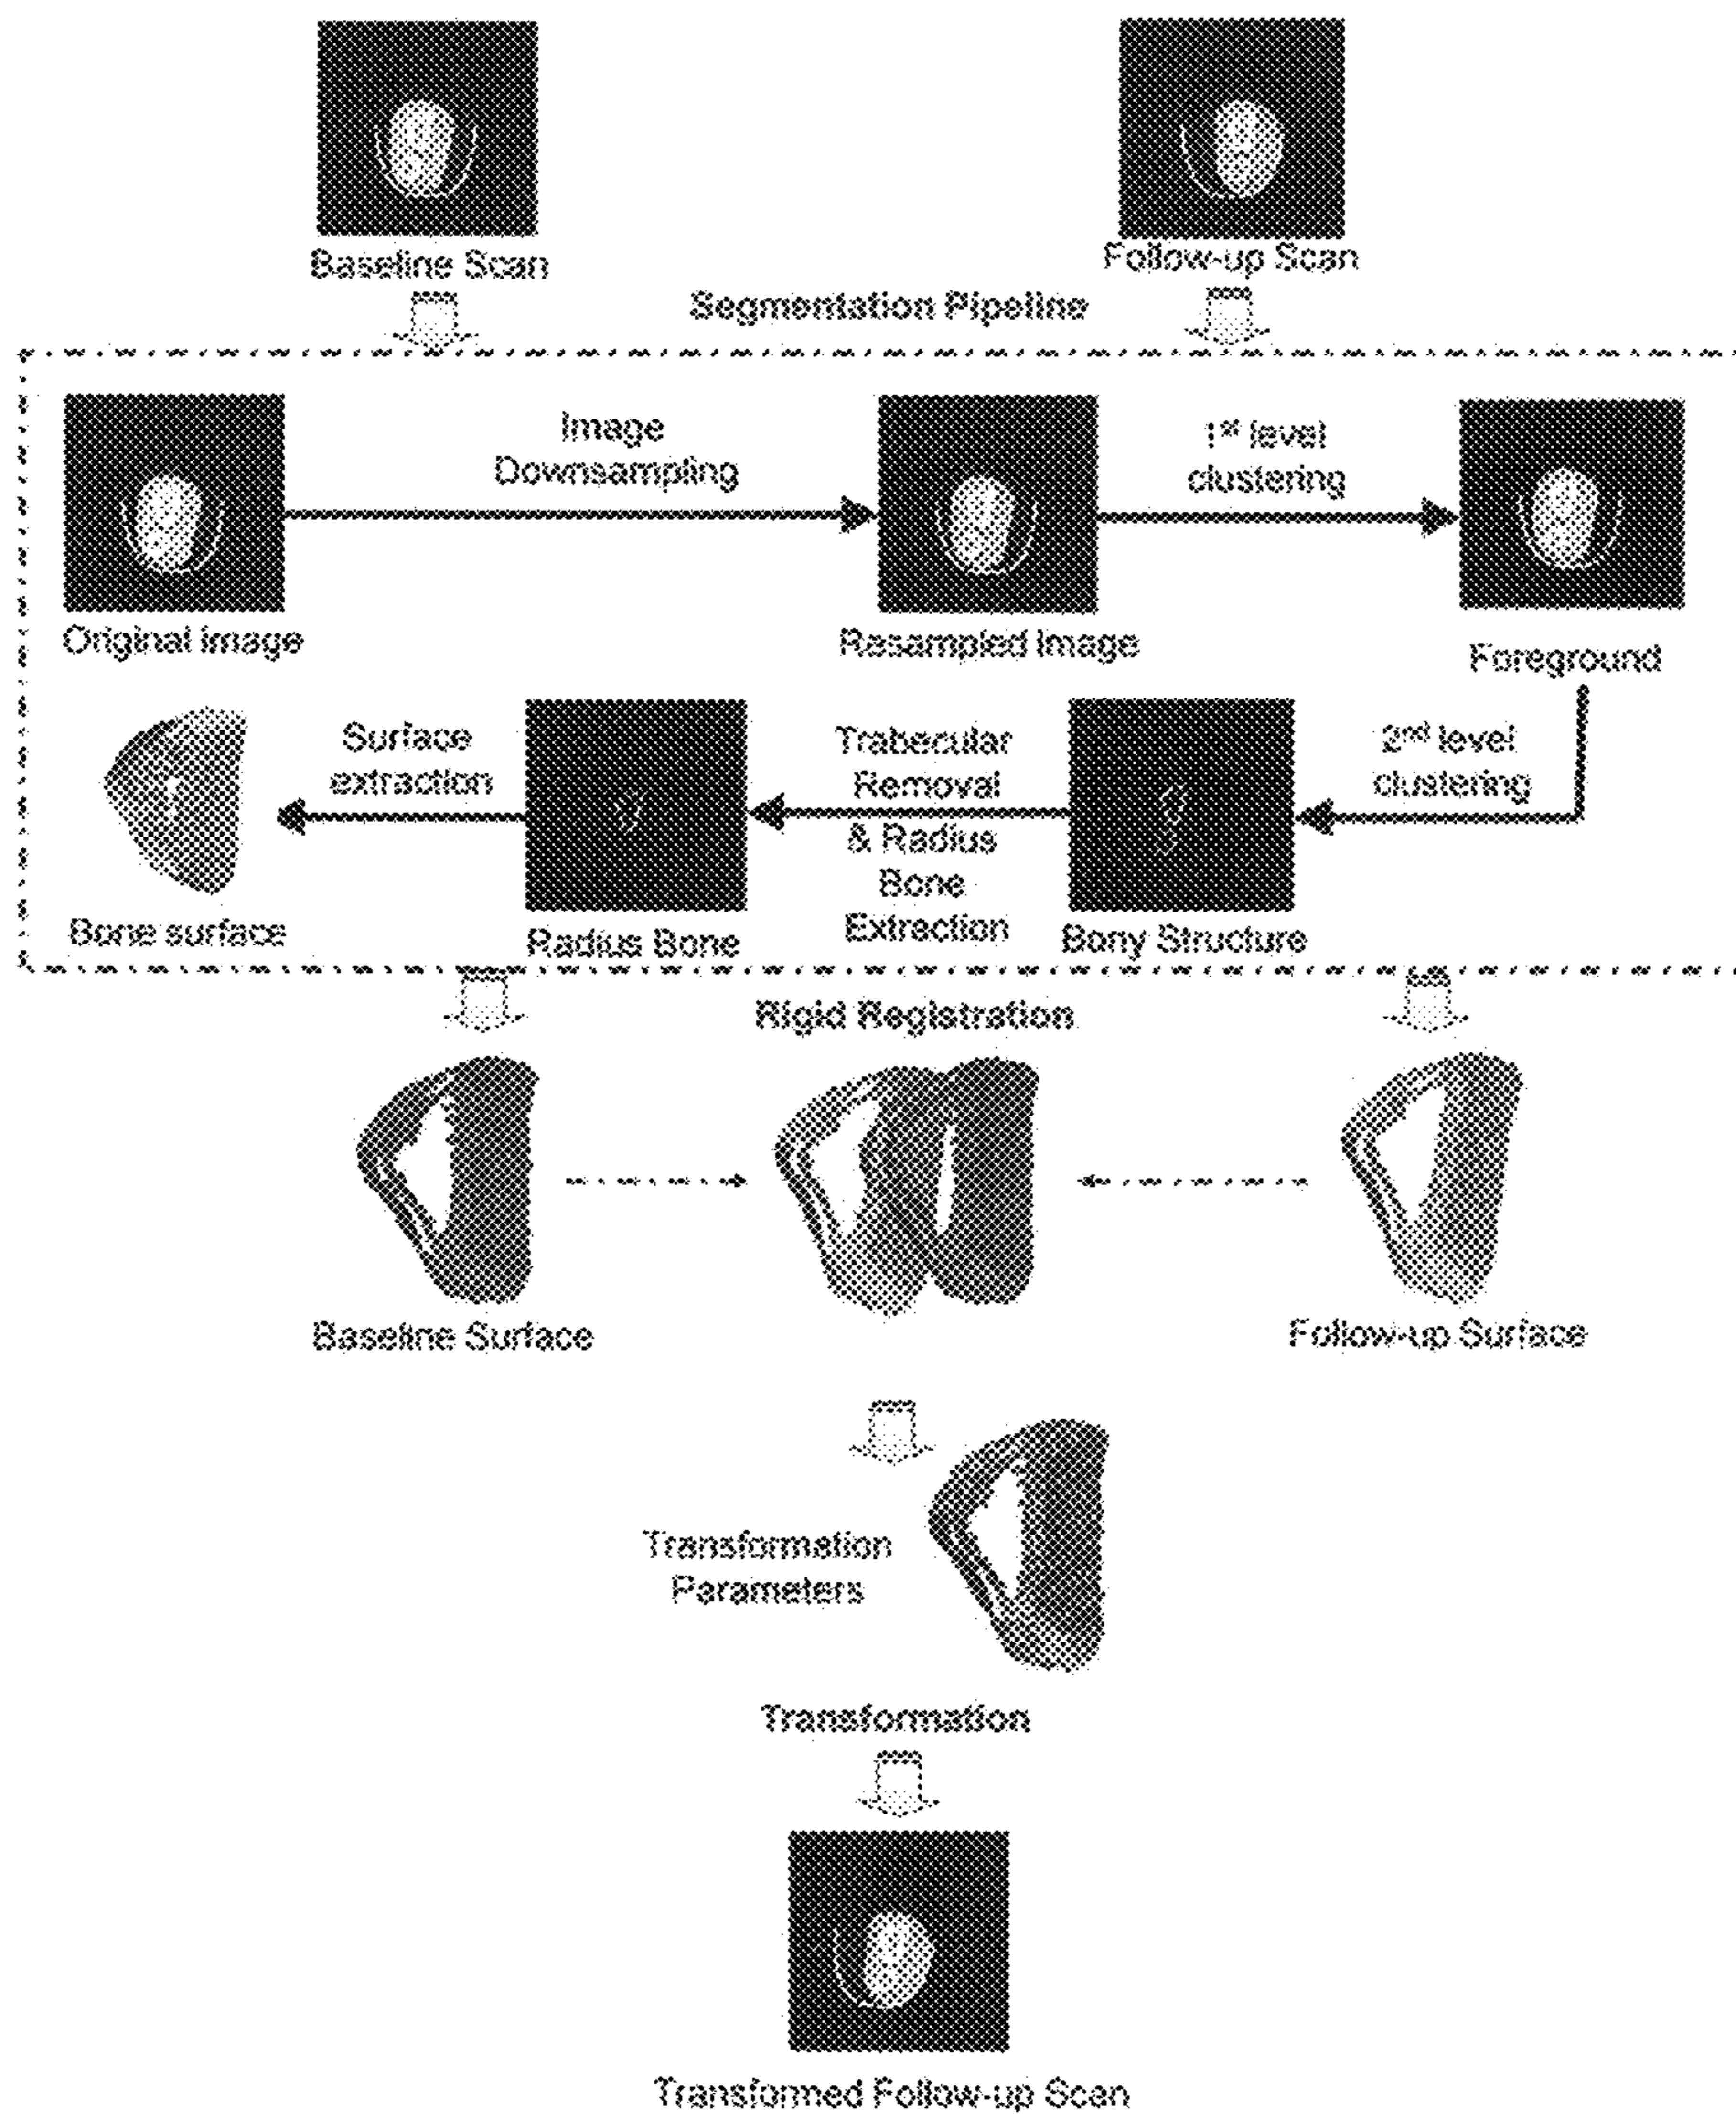 Baseline Scan
Follow-up Scan
Segmentation Pipeline
Image
Downsampling
1st level
clustering
Original Image
Resampled Image
Foreground
Surface
extraction
Trabecular
Removal
& Radius
Bone
Extraction
2nd level
clustering
Bone surface
Radius Bone
Bony Structure
Rigid Registration
Baseline Surface
Follow-up Surface
Transformation
Parameters
Transformation
Transformed Follow-up Scan